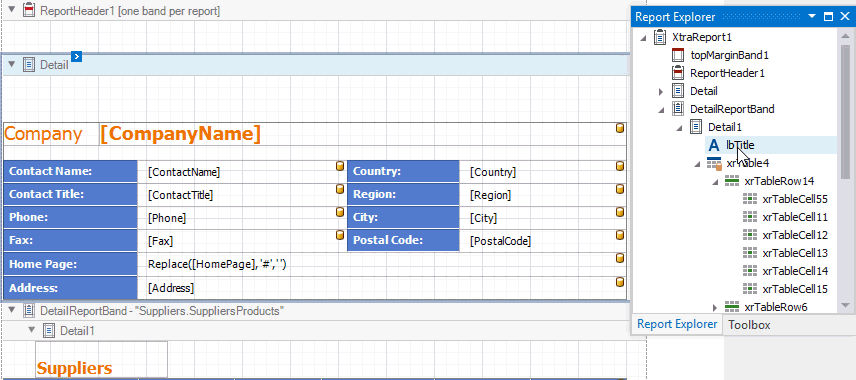 ReportHeader1 [one band per report]
Detail
Company [CompanyName]
Contact Name: [ContactName] Country: [Country]
Contact Title: [ContactTitle] Region: [Region]
Phone: [Phone] City: [City]
Fax: [Fax] Postal Code: [PostalCode]
Home Page: Replace([HomePage],'#','')
Address: [Address]
DetailReportBand - "Suppliers.SuppliersProducts"
Detail1
Suppliers
Report Explorer
XtraReport1
topMarginBand1
ReportHeader1
Detail
DetailReportBand
Detail1
A lbTitle
xrTable4
xrTableRow14
xrTableCell55
xrTableCell11
xrTableCell12
xrTableCell13
xrTableCell14
xrTableCell15
xrTableRow6
Report Explorer Toolbox